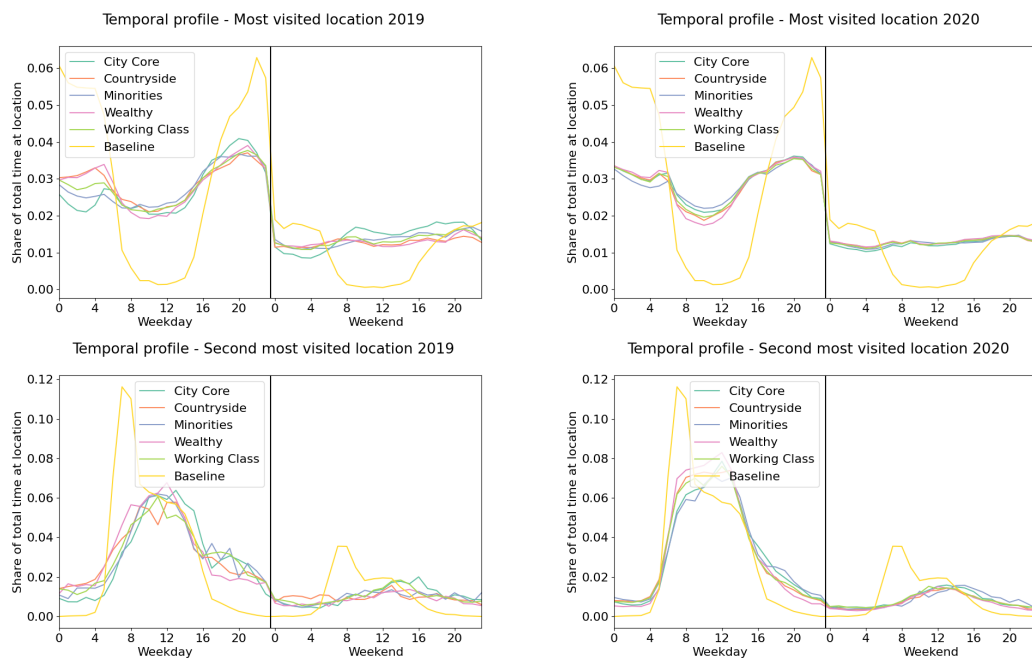 Temporal profile - Most visited location 2019
Share of total time at location
0.06
0.05
0.04
0.03
0.02
0.01
0.00
City Core
Countryside
Minorities
Wealthy
Working Class
Baseline
0 4 8 12 16 20 0 4 8 12 16 20
Weekday Weekend
Temporal profile - Most visited location 2020
Share of total time at location
0.06
0.05
0.04
0.03
0.02
0.01
0.00
City Core
Countryside
Minorities
Wealthy
Working Class
Baseline
0 4 8 12 16 20 0 4 8 12 16 20
Weekday Weekend
Temporal profile - Second most visited location 2019
Share of total time at location
0.12
0.10
0.08
0.06
0.04
0.02
0.00
City Core
Countryside
Minorities
Wealthy
Working Class
Baseline
0 4 8 12 16 20 0 4 8 12 16 20
Weekday Weekend
Temporal profile - Second most visited location 2020
Share of total time at location
0.12
0.10
0.08
0.06
0.04
0.02
0.00
City Core
Countryside
Minorities
Wealthy
Working Class
Baseline
0 4 8 12 16 20 0 4 8 12 16 20
Weekday Weekend